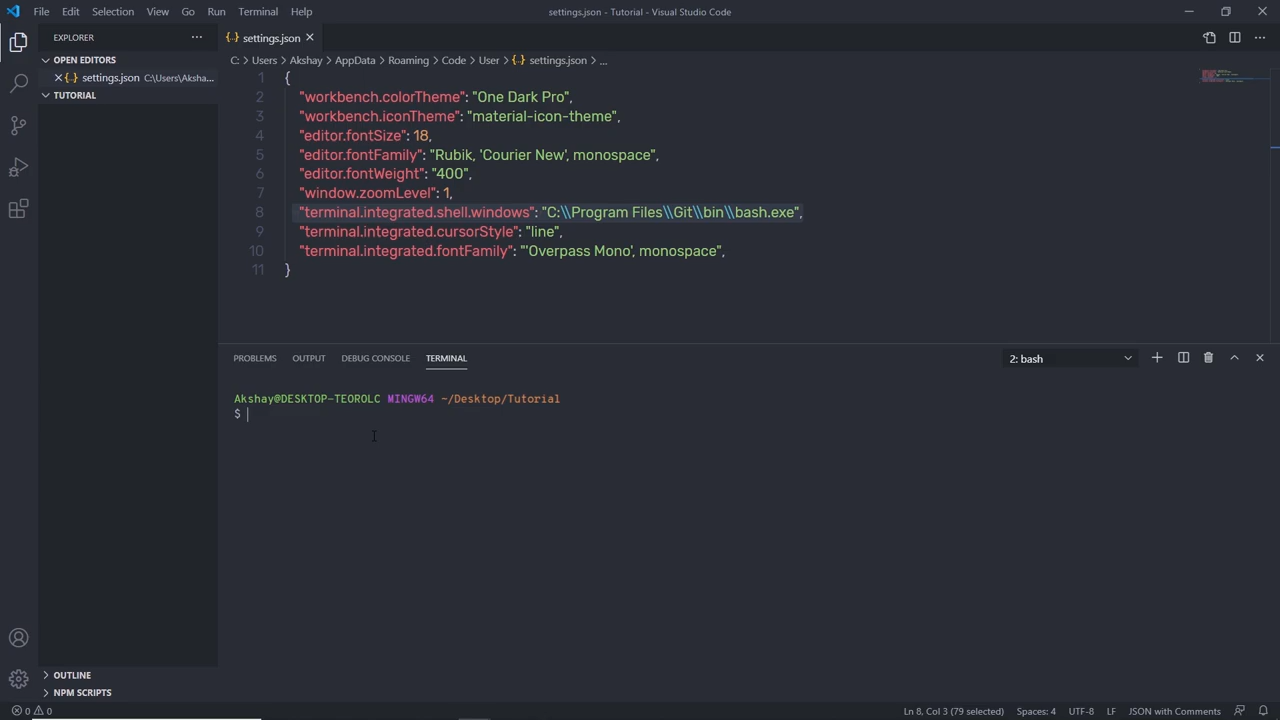 File Edit Selection View Go Run Terminal Help
settings.json - Tutorial - Visual Studio Code
EXPLORER
OPEN EDITORS
settings.json C:\Users\Aksha...
TUTORIAL
settings.json
C: > Users > Akshay > AppData > Roaming > Code > User > settings.json > ...
1 {
2 "workbench.colorTheme": "One Dark Pro",
3 "workbench.iconTheme": "material-icon-theme",
4 "editor.fontSize": 18,
5 "editor.fontFamily": "Rubik, 'Courier New', monospace",
6 "editor.fontWeight": "400",
7 "window.zoomLevel": 1,
8 "terminal.integrated.shell.windows": "C:\\Program Files\\Git\\bin\\bash.exe",
9 "terminal.integrated.cursorStyle": "line",
10 "terminal.integrated.fontFamily": "'Overpass Mono', monospace",
11 }
PROBLEMS OUTPUT DEBUG CONSOLE TERMINAL
2: bash
Akshay@DESKTOP-TEOROLC MINGW64 ~/Desktop/Tutorial
$
OUTLINE
NPM SCRIPTS
0 0
Ln 8, Col 3 (79 selected) Spaces: 4 UTF-8 LF JSON with Comments